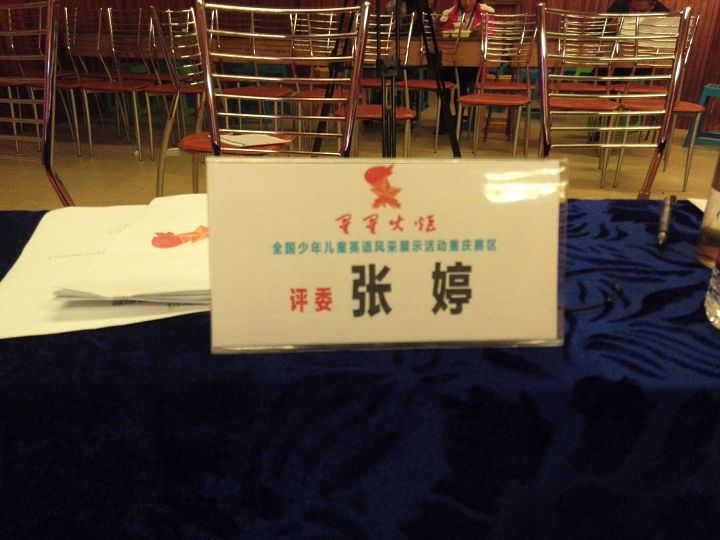 星星火炬
全国少年儿童英语风采展示活动重庆赛区
评委 张婷